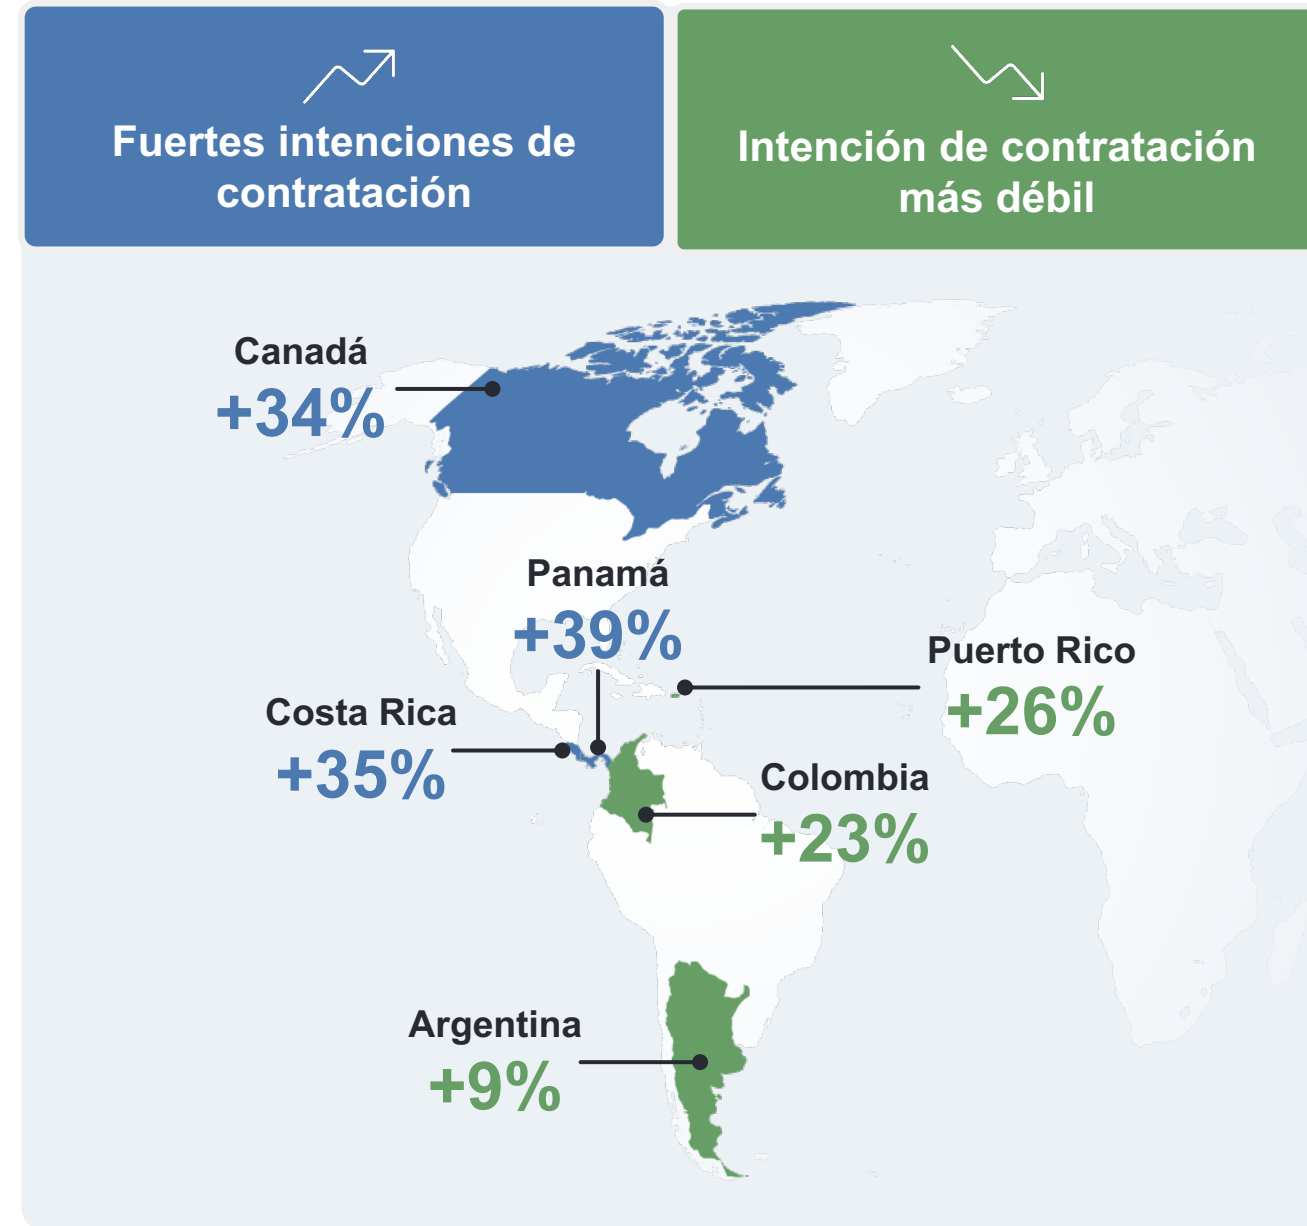 Fuertes intenciones de
contratación
Intención de contratación
más débil
Canadá
+34%
Panamá
+39%
Puerto Rico
+26%
Costa Rica
+35%
Colombia
+23%
Argentina
+9%